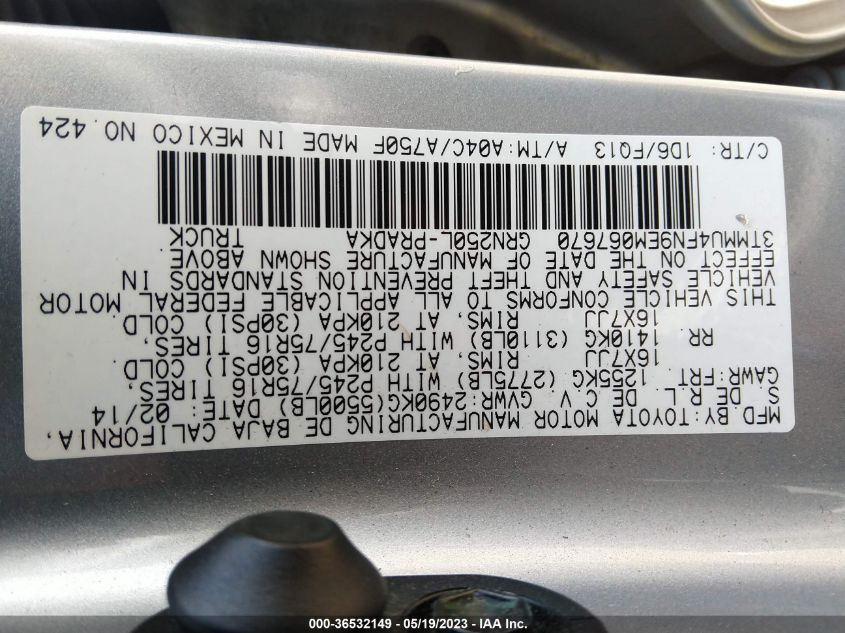 MFD.BY:TOYOTA MOTOR MANUFACTURING DE BAJA CALIFORNIA,
S. DE R.L. DE C.V. GVWR:2490KG(5500LB) DATE: 02/14
GAWR:FRT. 1255KG (2775LB) WITH P245/75R16 TIRES,
16X7JJ RIMS, AT 210KPA (30PSI) COLD
RR. 1410KG (3110LB) WITH P245/75R16 TIRES,
16X7JJ RIMS, AT 210KPA (30PSI) COLD
THIS VEHICLE CONFORMS TO ALL APPLICABLE FEDERAL MOTOR
VEHICLE SAFETY AND THEFT PREVENTION STANDARDS IN
EFFECT ON THE DATE OF MANUFACTURE SHOWN ABOVE
3TMMU4FN9EM067670 GRN250L-PRADKA TRUCK
C/TR: 1D6/FQ13 A/TM:A04C/A750F MADE IN MEXICO NO.424
000-36532149 - 05/19/2023 - IAA Inc.